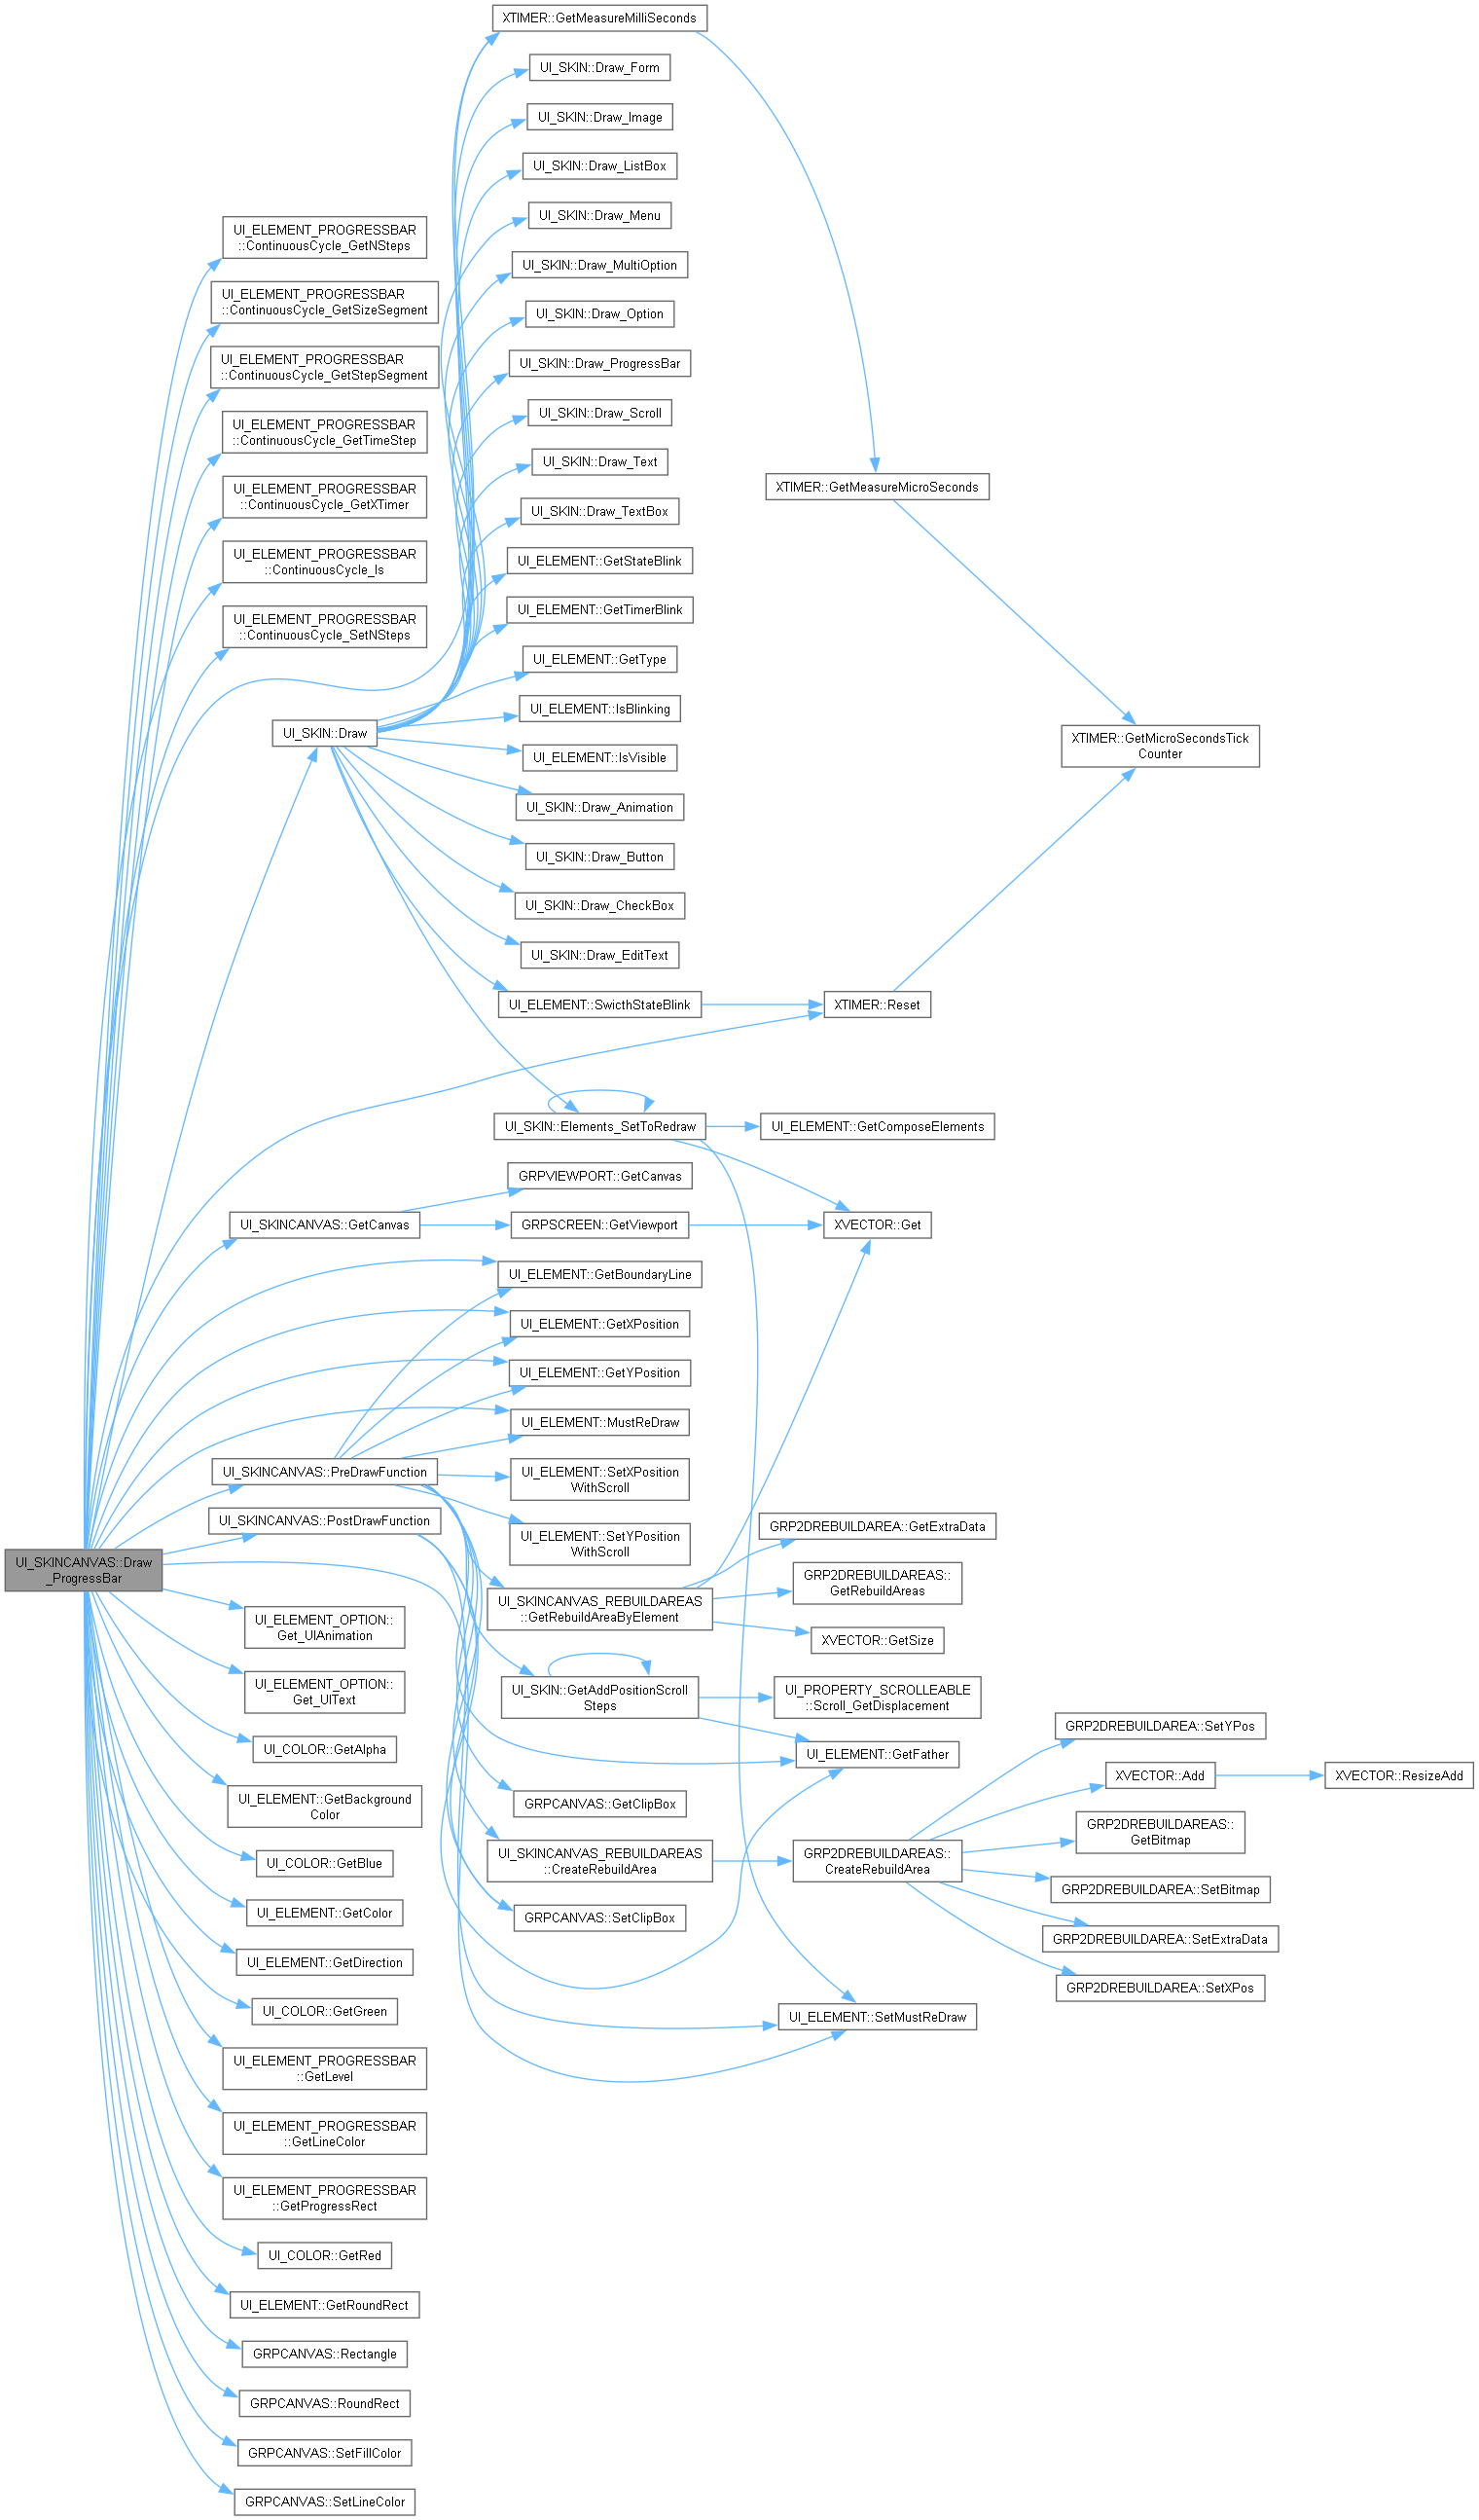 XTIMER::GetMeasureMilliSeconds
UI_SKIN::Draw_Form
UI_SKIN::Draw_Image
UI_SKIN::Draw_ListBox
UI_SKIN::Draw_Menu
UI_ELEMENT_PROGRESSBAR
::ContinuousCycle_GetNSteps
UI_SKIN::Draw_MultiOption
UI_ELEMENT_PROGRESSBAR
::ContinuousCycle_GetSizeSegment
UI_SKIN::Draw_Option
UI_ELEMENT_PROGRESSBAR
::ContinuousCycle_GetStepSegment
UI_SKIN::Draw_ProgressBar
UI_SKIN::Draw_Scroll
UI_ELEMENT_PROGRESSBAR
::ContinuousCycle_GetTimeStep
UI_SKIN::Draw_Text
UI_ELEMENT_PROGRESSBAR
::ContinuousCycle_GetXTimer
XTIMER::GetMeasureMicroSeconds
UI_SKIN::Draw_TextBox
UI_ELEMENT_PROGRESSBAR
::ContinuousCycle_Is
UI_ELEMENT::GetStateBlink
UI_ELEMENT::GetTimerBlink
UI_ELEMENT_PROGRESSBAR
::ContinuousCycle_SetNSteps
UI_ELEMENT::GetType
UI_ELEMENT::IsBlinking
UI_SKIN::Draw
XTIMER::GetMicroSecondsTick
Counter
UI_ELEMENT::IsVisible
UI_SKIN::Draw_Animation
UI_SKIN::Draw_Button
UI_SKIN::Draw_CheckBox
UI_SKIN::Draw_EditText
UI_ELEMENT::SwicthStateBlink
XTIMER::Reset
UI_SKIN::Elements_SetToRedraw
UI_ELEMENT::GetComposeElements
GRPVIEWPORT::GetCanvas
UI_SKINCANVAS::GetCanvas
GRPSCREEN::GetViewport
XVECTOR::Get
UI_ELEMENT::GetBoundaryLine
UI_ELEMENT::GetXPosition
UI_ELEMENT::GetYPosition
UI_ELEMENT::MustReDraw
UI_SKINCANVAS::PreDrawFunction
UI_ELEMENT::SetXPosition
WithScroll
UI_SKINCANVAS::PostDrawFunction
UI_ELEMENT::SetYPosition
WithScroll
GRP2DREBUILDAREA::GetExtraData
UI_SKINCANVAS::Draw
_ProgressBar
GRP2DREBUILDAREAS::
GetRebuildAreas
UI_SKINCANVAS_REBUILDAREAS
::GetRebuildAreaByElement
UI_ELEMENT_OPTION::
Get_UIAnimation
XVECTOR::GetSize
UI_ELEMENT_OPTION::
Get_UIText
UI_SKIN::GetAddPositionScroll
Steps
UI_PROPERTY_SCROLLEABLE
::Scroll_GetDisplacement
GRP2DREBUILDAREA::SetYPos
UI_COLOR::GetAlpha
UI_ELEMENT::GetFather
XVECTOR::Add
XVECTOR::ResizeAdd
UI_ELEMENT::GetBackground
Color
GRPCANVAS::GetClipBox
GRP2DREBUILDAREAS::
GetBitmap
UI_COLOR::GetBlue
UI_SKINCANVAS_REBUILDAREAS
::CreateRebuildArea
GRP2DREBUILDAREAS::
CreateRebuildArea
GRP2DREBUILDAREA::SetBitmap
UI_ELEMENT::GetColor
GRPCANVAS::SetClipBox
GRP2DREBUILDAREA::SetExtraData
UI_ELEMENT::GetDirection
GRP2DREBUILDAREA::SetXPos
UI_COLOR::GetGreen
UI_ELEMENT::SetMustReDraw
UI_ELEMENT_PROGRESSBAR
::GetLevel
UI_ELEMENT_PROGRESSBAR
::GetLineColor
UI_ELEMENT_PROGRESSBAR
::GetProgressRect
UI_COLOR::GetRed
UI_ELEMENT::GetRoundRect
GRPCANVAS::Rectangle
GRPCANVAS::RoundRect
GRPCANVAS::SetFillColor
GRPCANVAS::SetLineColor